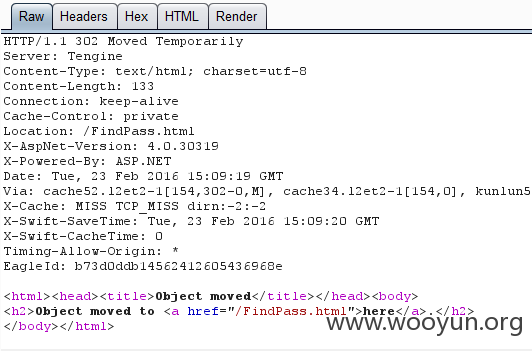 Raw Headers Hex HTML Render
HTTP/1.1 302 Moved Temporarily
Server: Tengine
Content-Type: text/html; charset=utf-8
Content-Length: 133
Connection: keep-alive
Cache-Control: private
Location: /FindPass.html
X-AspNet-Version: 4.0.30319
X-Powered-By: ASP.NET
Date: Tue, 23 Feb 2016 15:09:19 GMT
Via: cache52.l2et2-1[154,302-0,M], cache34.l2et2-1[154,0], kunlun5
X-Cache: MISS TCP_MISS dirn:-2:-2
X-Swift-SaveTime: Tue, 23 Feb 2016 15:09:20 GMT
X-Swift-CacheTime: 0
Timing-Allow-Origin: *
EagleId: b73d0ddb14562412605436968e
<html><head><title>Object moved</title></head><body>
<h2>Object moved to <a href="/FindPass.html">here</a>.</h2>
</body></html>
www.wooyun.org